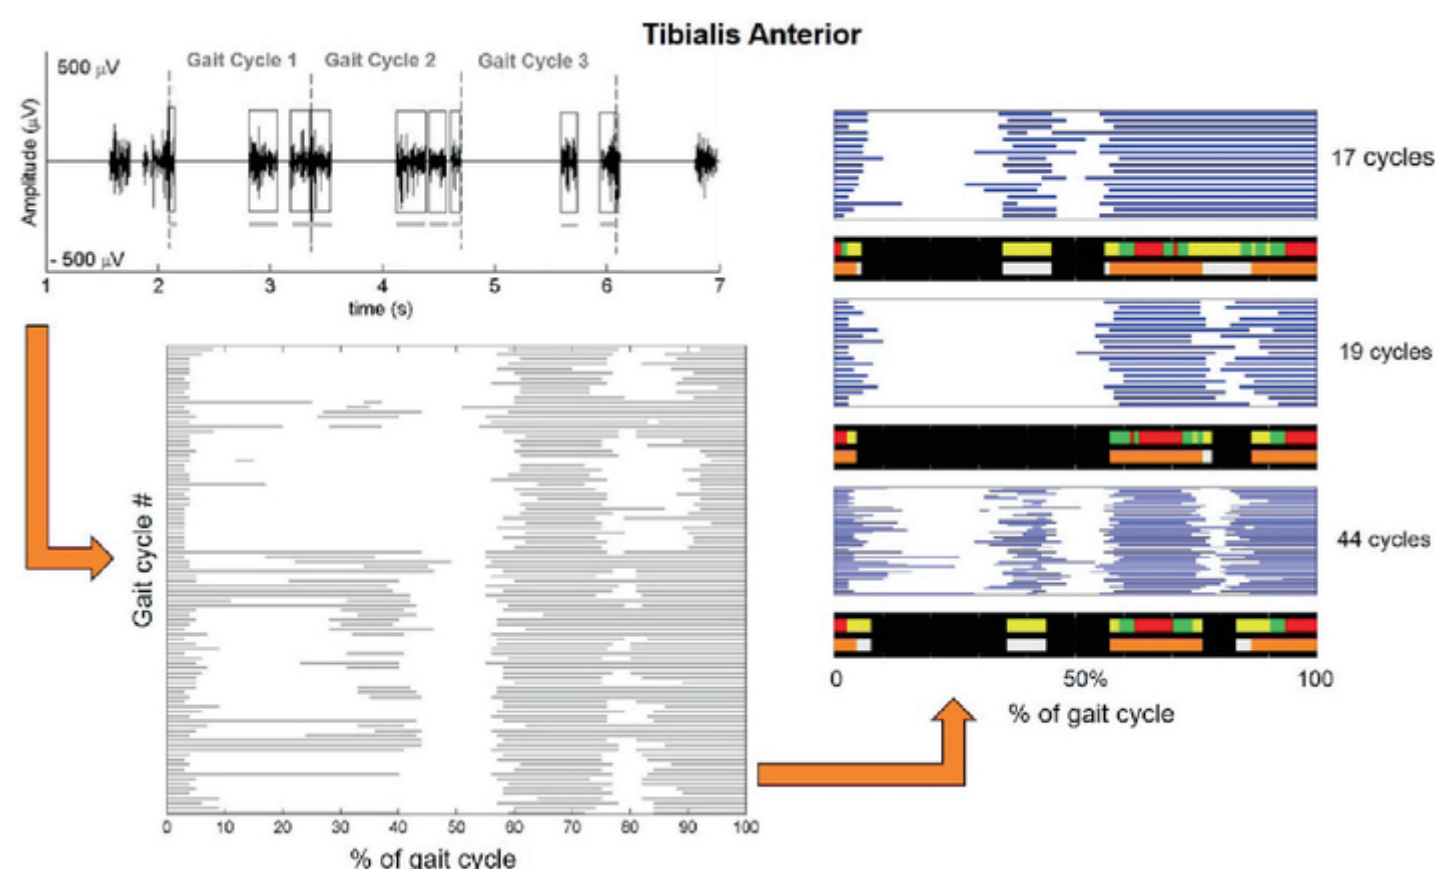 Tibialis Anterior
Gait Cycle 1 Gait Cycle 2 Gait Cycle 3
500 μV
Amplitude (μV)
- 500 μV
1 2 3 4 5 6 7
time (s)
Gait cycle #
0 10 20 30 40 50 60 70 80 90 100
% of gait cycle
17 cycles
19 cycles
44 cycles
0 50% 100
% of gait cycle